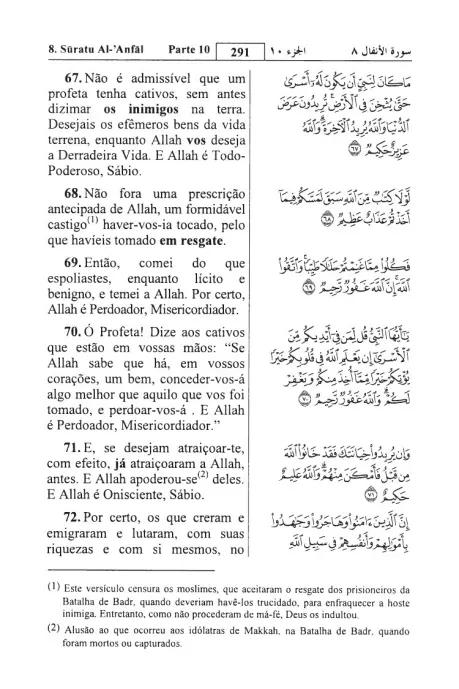 8. Sūratu Al-'Anfāl Parte 10 291 الجزء ١٠ سورة الأنفال ٨
67. Não é admissível que um
profeta tenha cativos, sem antes
dizimar os inimigos na terra.
Desejais os efêmeros bens da vida
terrena, enquanto Allah vos deseja
a Derradeira Vida. E Allah é Todo-
Poderoso, Sábio.
مَا كَانَ لِنَبِيٍّ أَن يَكُونَ لَهُۥٓ أَسْرَىٰ
حَتَّىٰ يُثْخِنَ فِي ٱلْأَرْضِ تُرِيدُونَ عَرَضَ
ٱلدُّنْيَا وَٱللَّهُ يُرِيدُ ٱلْءَاخِرَةَ وَٱللَّهُ
عَزِيزٌ حَكِيمٌ ٦٧
68. Não fora uma prescrição
antecipada de Allah, um formidável
castigo(1) haver-vos-ia tocado, pelo
que havíeis tomado em resgate.
لَّوْلَا كِتَٰبٌ مِّنَ ٱللَّهِ سَبَقَ لَمَسَّكُمْ فِيمَآ
أَخَذْتُمْ عَذَابٌ عَظِيمٌ ٦٨
69. Então, comei do que
espoliastes, enquanto lícito e
benigno, e temei a Allah. Por certo,
Allah é Perdoador, Misericordiador.
فَكُلُوا۟ مِمَّا غَنِمْتُمْ حَلَٰلًا طَيِّبًا وَٱتَّقُوا۟
ٱللَّهَ إِنَّ ٱللَّهَ غَفُورٌ رَّحِيمٌ ٦٩
70. Ó Profeta! Dize aos cativos
que estão em vossas mãos: “Se
Allah sabe que há, em vossos
corações, um bem, conceder-vos-á
algo melhor que aquilo que vos foi
tomado, e perdoar-vos-á . E Allah
é Perdoador, Misericordiador.”
يَٰٓأَيُّهَا ٱلنَّبِيُّ قُل لِّمَن فِيٓ أَيْدِيكُم مِّنَ
ٱلْأَسْرَىٰٓ إِن يَعْلَمِ ٱللَّهُ فِي قُلُوبِكُمْ خَيْرًا
يُؤْتِكُمْ خَيْرًا مِّمَّآ أُخِذَ مِنكُمْ وَيَغْفِرْ
لَكُمْ وَٱللَّهُ غَفُورٌ رَّحِيمٌ ٧٠
71. E, se desejam atraiçoar-te,
com efeito, já atraiçoaram a Allah,
antes. E Allah apoderou-se(2) deles.
E Allah é Onisciente, Sábio.
وَإِن يُرِيدُوا۟ خِيَانَتَكَ فَقَدْ خَانُوا۟ ٱللَّهَ
مِن قَبْلُ فَأَمْكَنَ مِنْهُمْ وَٱللَّهُ عَلِيمٌ
حَكِيمٌ ٧١
72. Por certo, os que creram e
emigraram e lutaram, com suas
riquezas e com si mesmos, no
إِنَّ ٱلَّذِينَ ءَامَنُوا۟ وَهَاجَرُوا۟ وَجَٰهَدُوا۟
بِأَمْوَٰلِهِمْ وَأَنفُسِهِمْ فِي سَبِيلِ ٱللَّهِ
(1) Este versículo censura os moslimes, que aceitaram o resgate dos prisioneiros da
Batalha de Badr, quando deveriam havê-los trucidado, para enfraquecer a hoste
inimiga. Entretanto, como não procederam de má-fé, Deus os indultou.
(2) Alusão ao que ocorreu aos idólatras de Makkah, na Batalha de Badr, quando
foram mortos ou capturados.